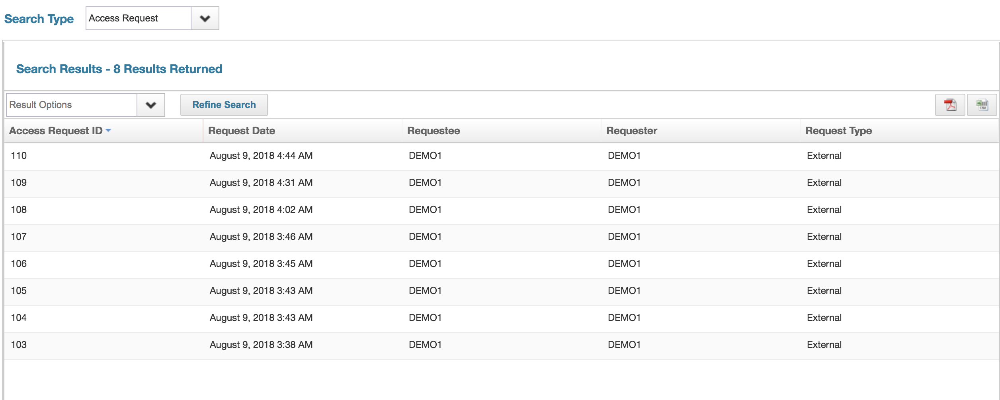 Search Type Access Request
Search Results - 8 Results Returned
Result Options Refine Search CSV
Access Request ID Request Date Requestee Requester Request Type
110 August 9, 2018 4:44 AM DEMO1 DEMO1 External
109 August 9, 2018 4:31 AM DEMO1 DEMO1 External
108 August 9, 2018 4:02 AM DEMO1 DEMO1 External
107 August 9, 2018 3:46 AM DEMO1 DEMO1 External
106 August 9, 2018 3:45 AM DEMO1 DEMO1 External
105 August 9, 2018 3:43 AM DEMO1 DEMO1 External
104 August 9, 2018 3:43 AM DEMO1 DEMO1 External
103 August 9, 2018 3:38 AM DEMO1 DEMO1 External